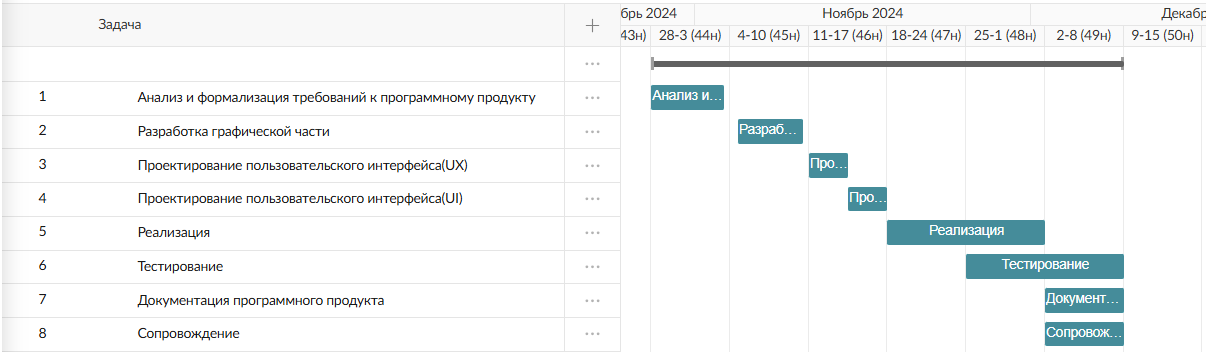 Задача
+
брь 2024
Ноябрь 2024
Декабр
43н)
28-3 (44н)
4-10 (45н)
11-17 (46н)
18-24 (47н)
25-1 (48н)
2-8 (49н)
9-15 (50н)
1 Анализ и формализация требований к программному продукту ... Анализ и...
2 Разработка графической части ... Разраб...
3 Проектирование пользовательского интерфейса(UX) ... Про...
4 Проектирование пользовательского интерфейса(UI) ... Про...
5 Реализация ... Реализация
6 Тестирование ... Тестирование
7 Документация программного продукта ... Документ...
8 Сопровождение ... Сопровож...